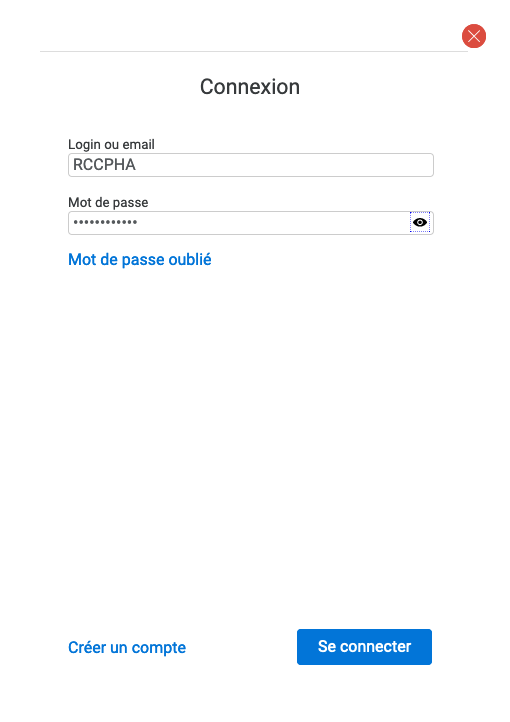 Connexion
Login ou email
RCCPHA
Mot de passe
••••••••••••
Mot de passe oublié
Créer un compte
Se connecter